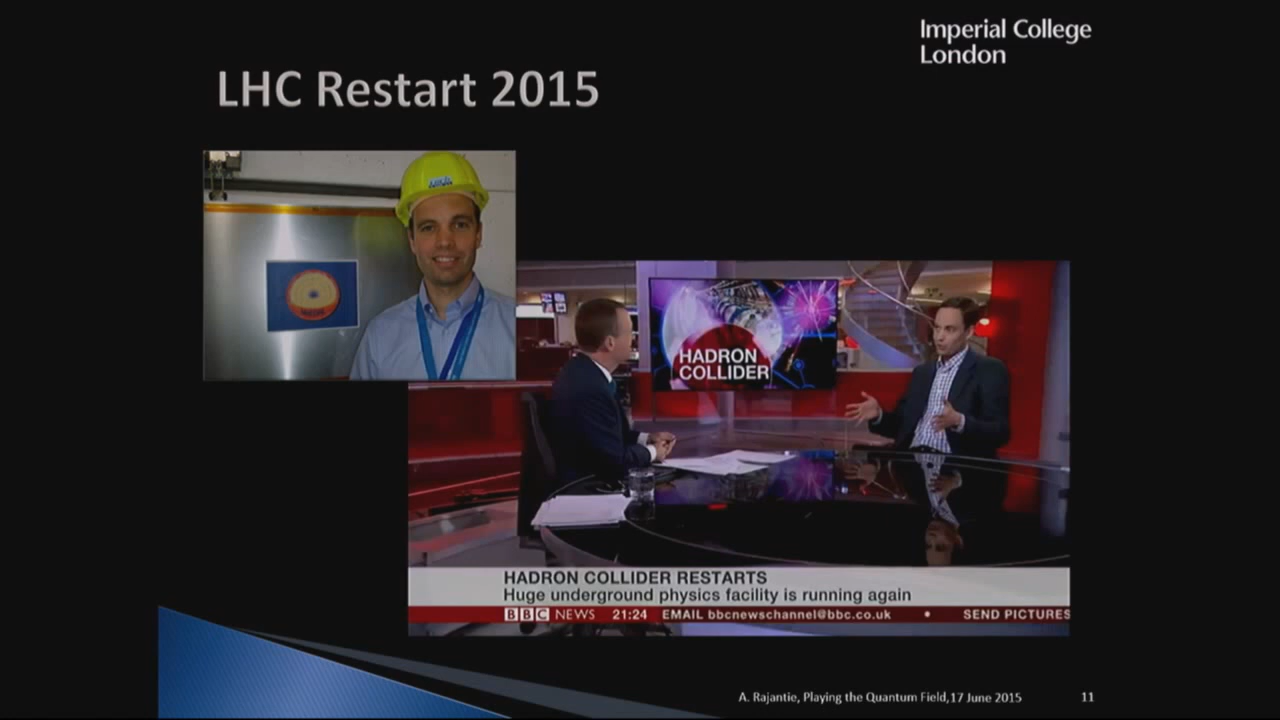 Imperial College
London
LHC Restart 2015
HADRON
COLLIDER
HADRON COLLIDER RESTARTS
Huge underground physics facility is running again
BBC NEWS 21:24 EMAIL bbcnewschannel@bbc.co.uk • SEND PICTURES
A. Rajantie, Playing the Quantum Field, 17 June 2015
11